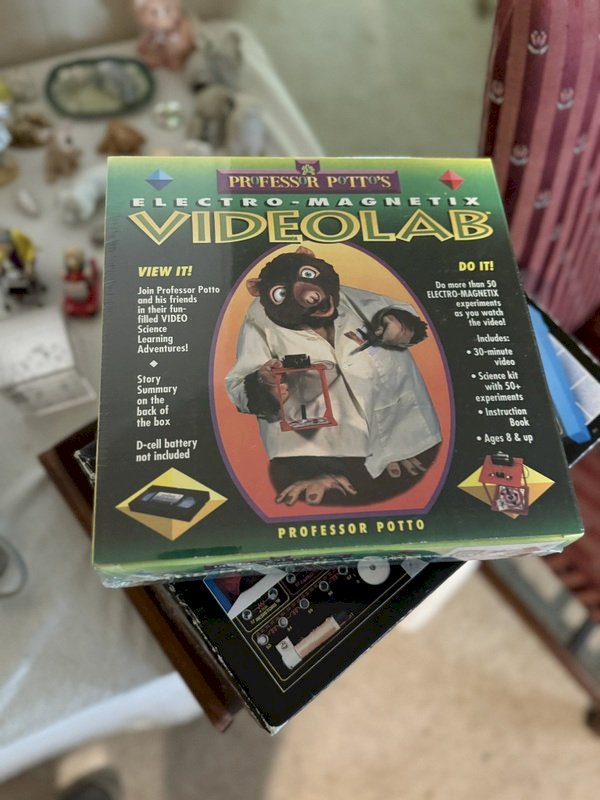 PROFESSOR POTTO'S
ELECTRO-MAGNETIX
VIDEOLAB
VIEW IT!
Join Professor Potto
and his friends
in their fun-
filled VIDEO
Science
Learning
Adventures!
Story
Summary
on the
back of
the box
D-cell battery
not included
DO IT!
Do more than 50
ELECTRO-MAGNETIX
experiments
as you watch
the video!
Includes:
• 30-minute
video
• Science kit
with 50+
experiments
• Instruction
Book
• Ages 8 & up
PROFESSOR POTTO